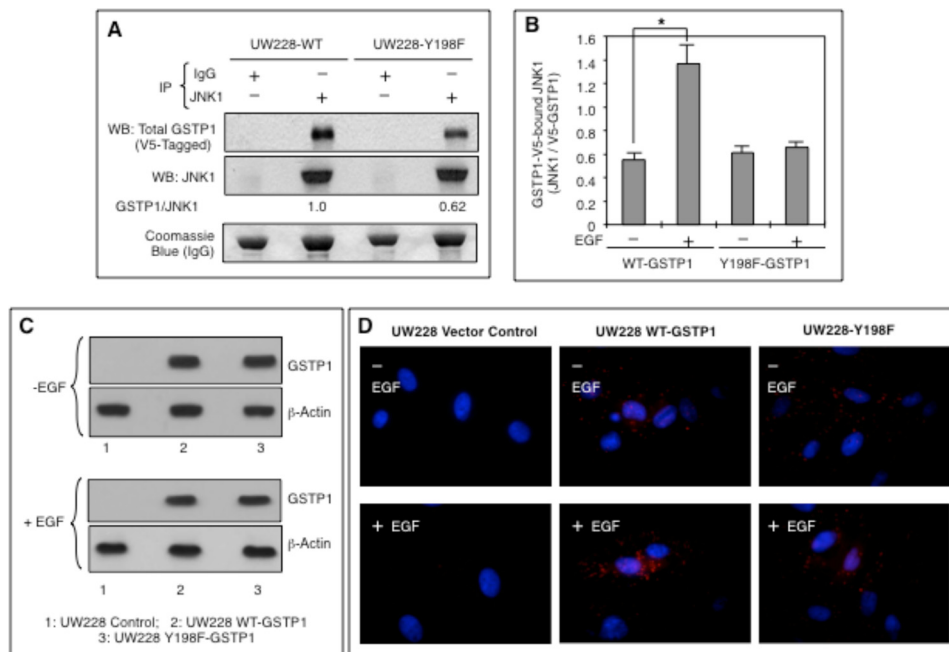 A
UW228-WT UW228-Y198F
IP IgG + − + −
JNK1 − + − +
WB: Total GSTP1
(V5-Tagged)
WB: JNK1
GSTP1/JNK1 1.0 0.62
Coomassie
Blue (IgG)
B
GSTP1-V5-bound JNK1
(JNK1 / V5-GSTP1)
1.6
1.4
1.2
1.0
0.8
0.6
0.4
0.2
0
*
EGF − + − +
WT-GSTP1 Y198F-GSTP1
C
-EGF
GSTP1
β-Actin
1 2 3
+ EGF
GSTP1
β-Actin
1 2 3
1: UW228 Control; 2: UW228 WT-GSTP1
3: UW228 Y198F-GSTP1
D
UW228 Vector Control UW228 WT-GSTP1 UW228-Y198F
− − −
EGF EGF EGF
+ EGF + EGF + EGF